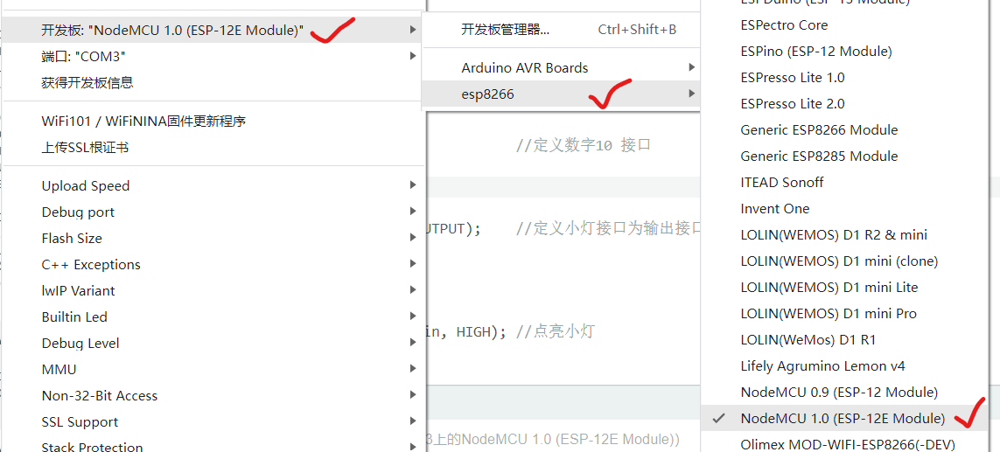 开发板: "NodeMCU 1.0 (ESP-12E Module)"
端口: "COM3"
获得开发板信息
WiFi101 / WiFiNINA固件更新程序
上传SSL根证书
Upload Speed
Debug port
Flash Size
C++ Exceptions
lwIP Variant
Builtin Led
Debug Level
MMU
Non-32-Bit Access
SSL Support
Stack Protection
开发板管理器... Ctrl+Shift+B
Arduino AVR Boards
esp8266
//定义数字10 接口
UTPUT); //定义小灯接口为输出接口
in, HIGH); //点亮小灯
3上的NodeMCU 1.0 (ESP-12E Module))
ESPDuino (ESP-13 Module)
ESPectro Core
ESPino (ESP-12 Module)
ESPresso Lite 1.0
ESPresso Lite 2.0
Generic ESP8266 Module
Generic ESP8285 Module
ITEAD Sonoff
Invent One
LOLIN(WEMOS) D1 R2 & mini
LOLIN(WEMOS) D1 mini (clone)
LOLIN(WEMOS) D1 mini Lite
LOLIN(WEMOS) D1 mini Pro
LOLIN(WeMos) D1 R1
Lifely Agrumino Lemon v4
NodeMCU 0.9 (ESP-12 Module)
NodeMCU 1.0 (ESP-12E Module)
Olimex MOD-WIFI-ESP8266(-DEV)